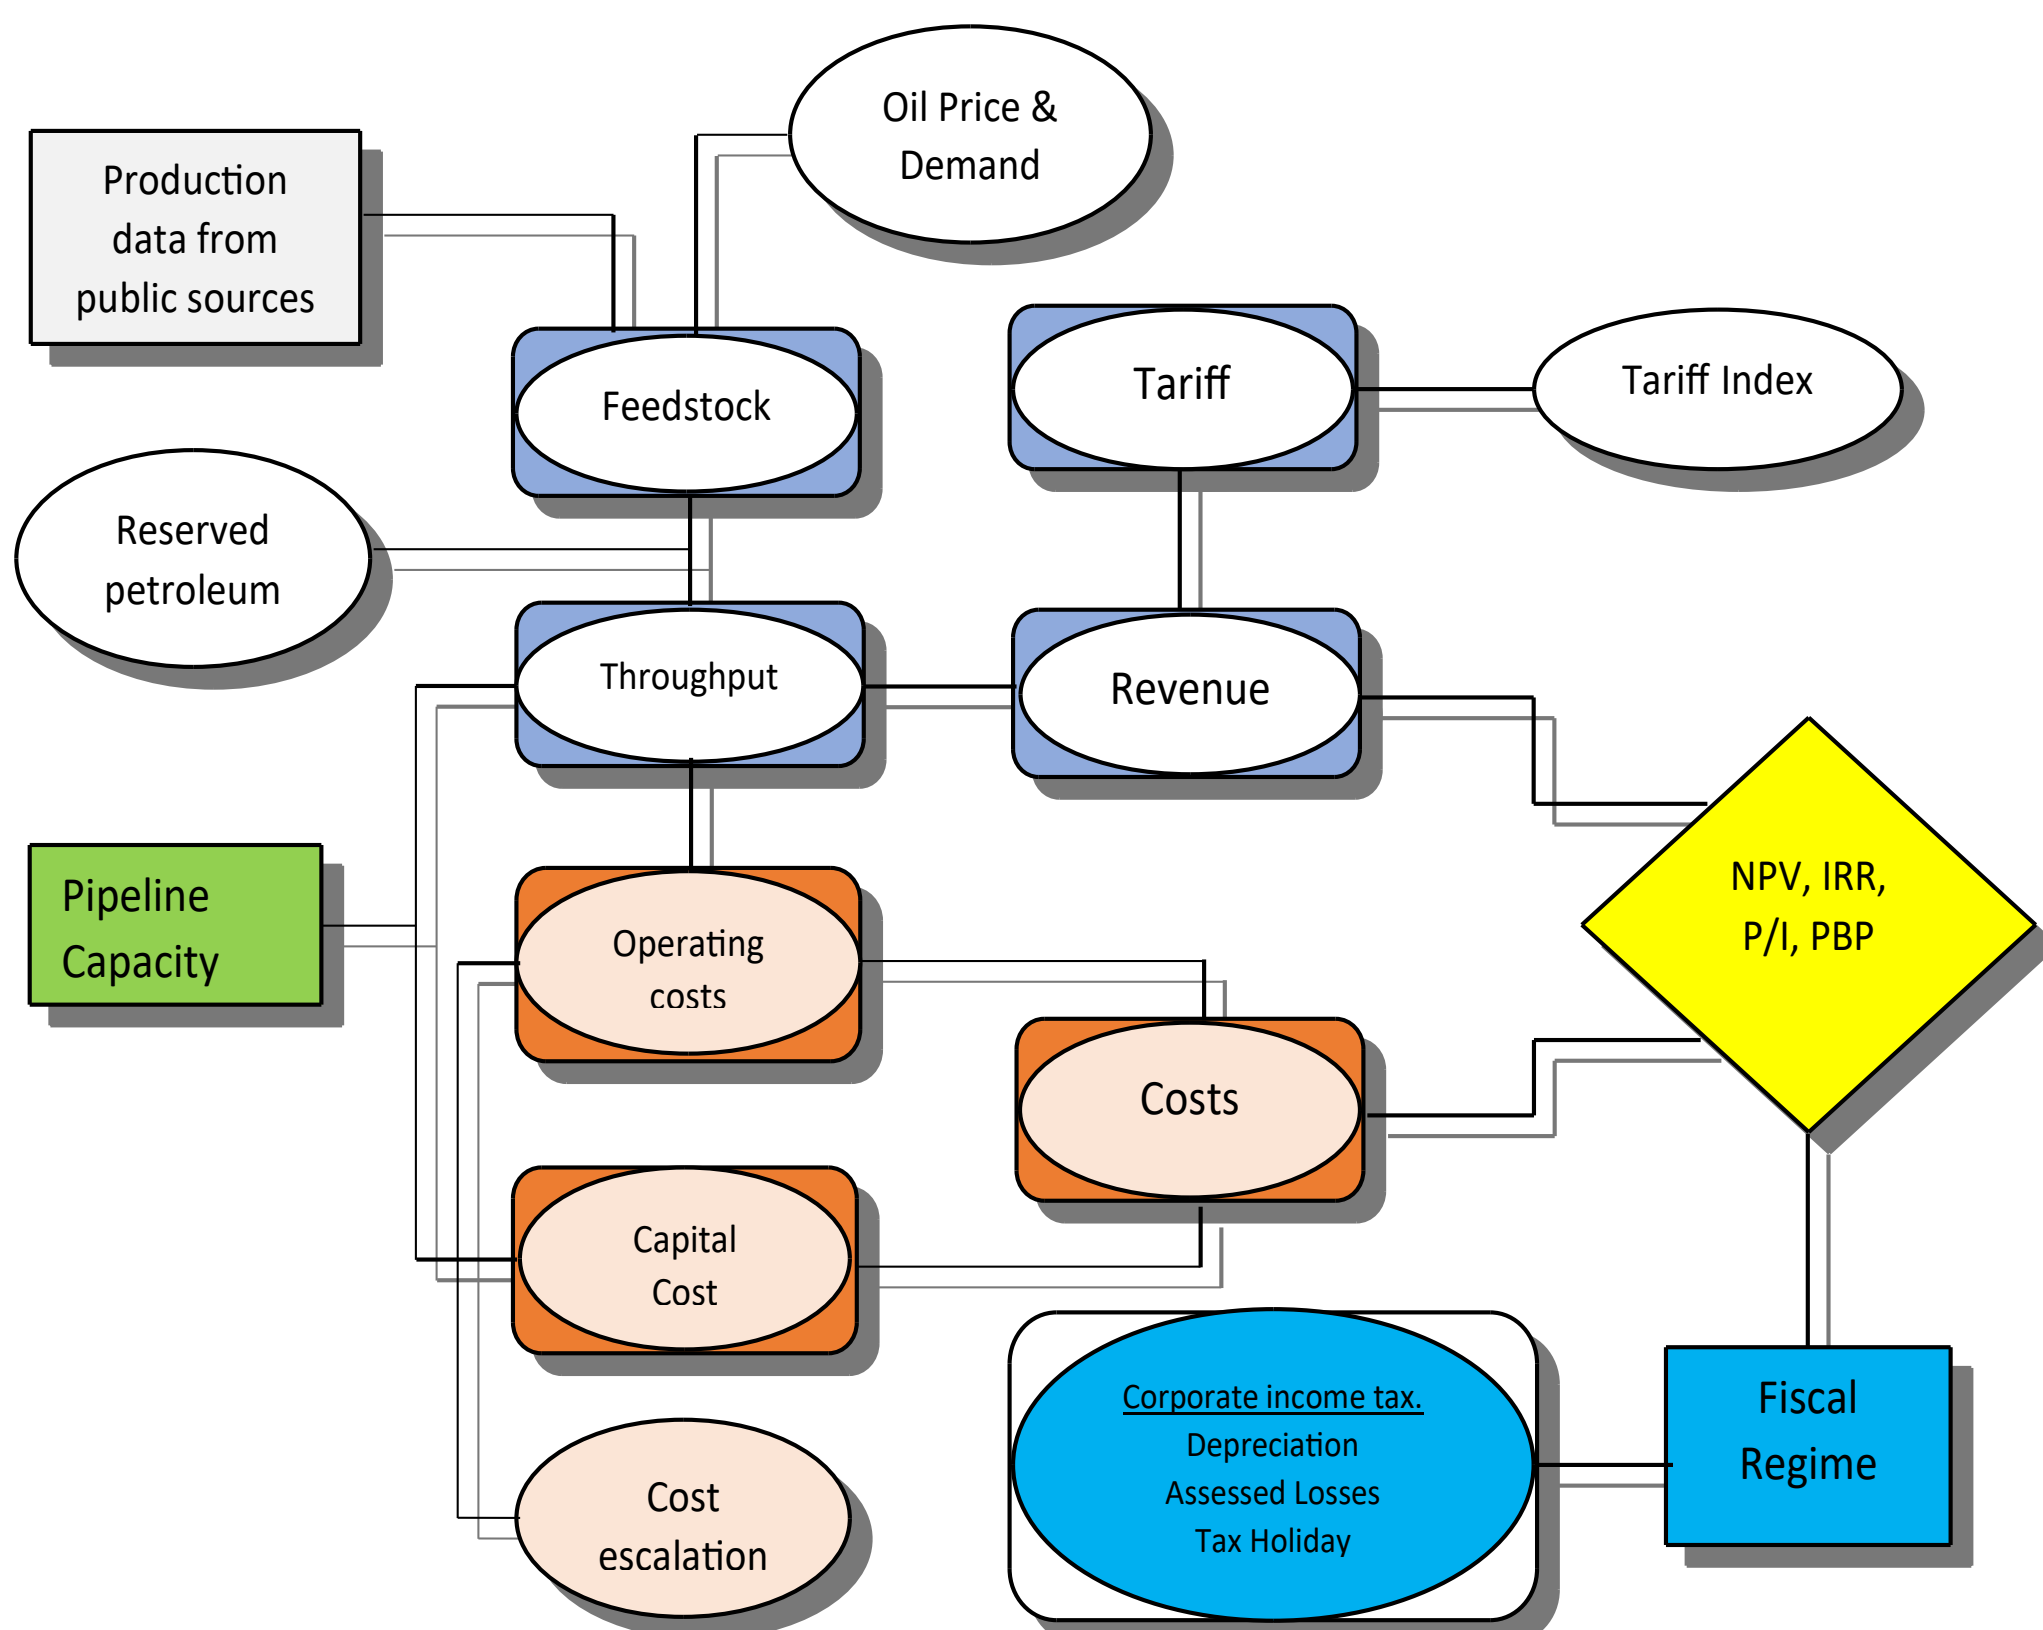 Oil Price &
Demand
Production
data from
public sources
Feedstock
Tariff
Tariff Index
Reserved
petroleum
Throughput
Revenue
Pipeline
Capacity
NPV, IRR,
P/I, PBP
Operating
costs
Costs
Capital
Cost
Corporate income tax.
Depreciation
Assessed Losses
Tax Holiday
Fiscal
Regime
Cost
escalation